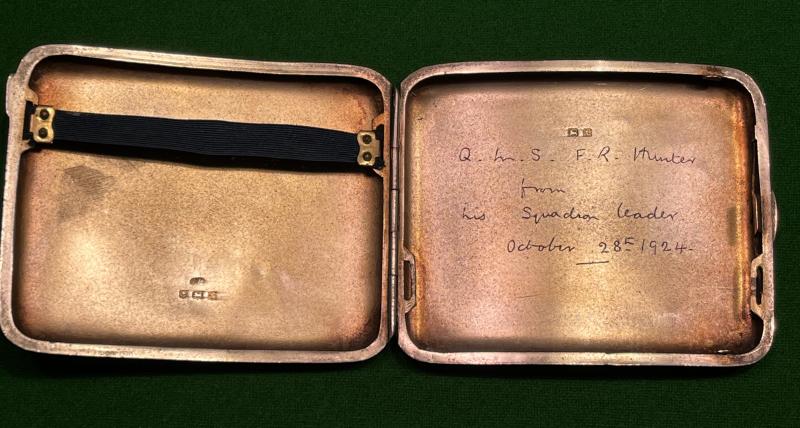 Q. M. S. F. R. Hunter
from
his Squadron leader
October 28th 1924